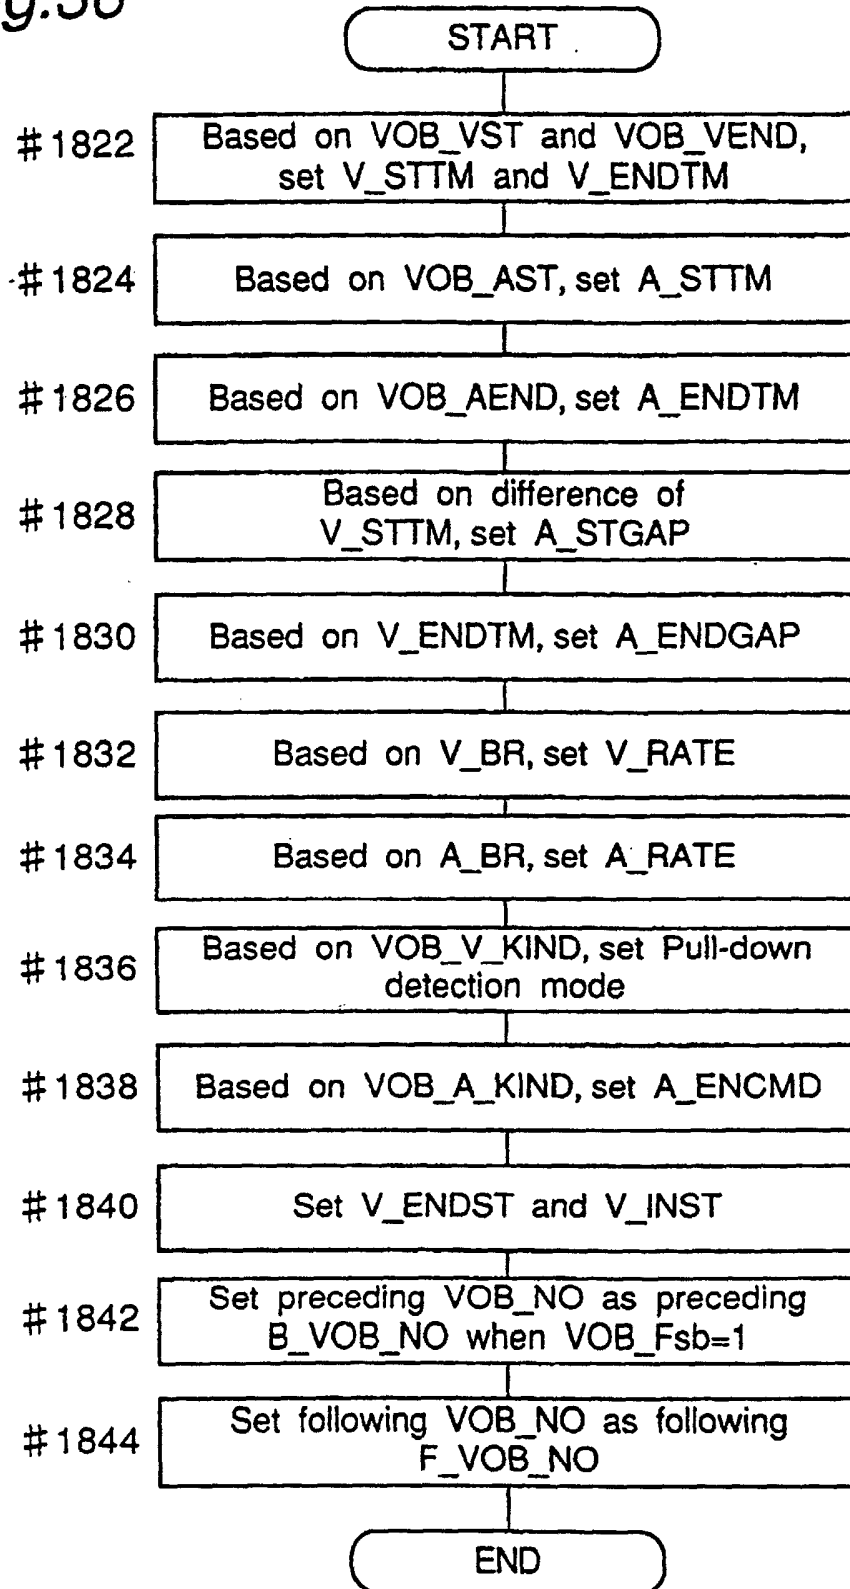 g.56
START
#1822
Based on VOB_VST and VOB_VEND,
set V_STTM and V_ENDTM
#1824
Based on VOB_AST, set A_STTM
#1826
Based on VOB_AEND, set A_ENDTM
#1828
Based on difference of
V_STTM, set A_STGAP
#1830
Based on V_ENDTM, set A_ENDGAP
#1832
Based on V_BR, set V_RATE
#1834
Based on A_BR, set A_RATE
#1836
Based on VOB_V_KIND, set Pull-down
detection mode
#1838
Based on VOB_A_KIND, set A_ENCMD
#1840
Set V_ENDST and V_INST
#1842
Set preceding VOB_NO as preceding
B_VOB_NO when VOB_Fsb=1
#1844
Set following VOB_NO as following
F_VOB_NO
END